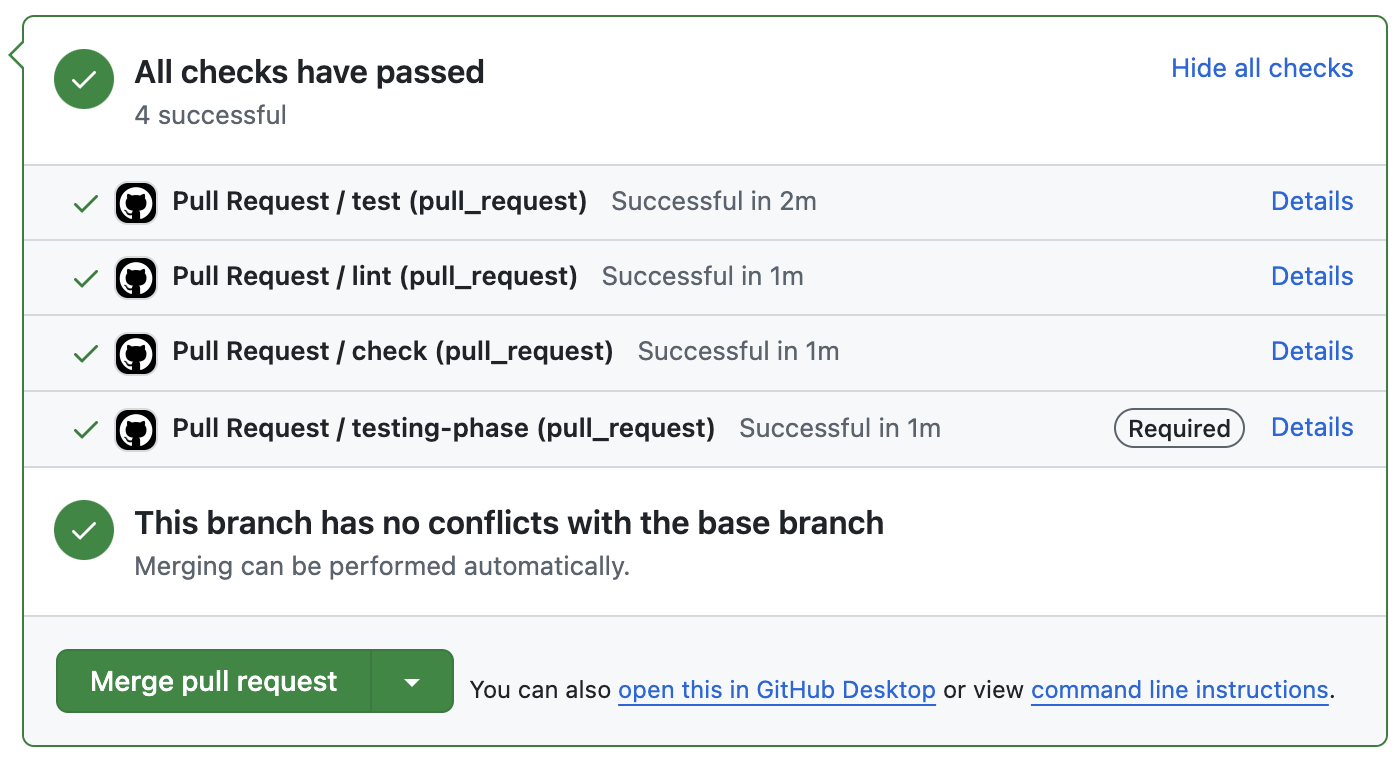 All checks have passed
Hide all checks
4 successful
Pull Request / test (pull_request) Successful in 2m Details
Pull Request / lint (pull_request) Successful in 1m Details
Pull Request / check (pull_request) Successful in 1m Details
Pull Request / testing-phase (pull_request) Successful in 1m Required Details
This branch has no conflicts with the base branch
Merging can be performed automatically.
Merge pull request You can also open this in GitHub Desktop or view command line instructions.